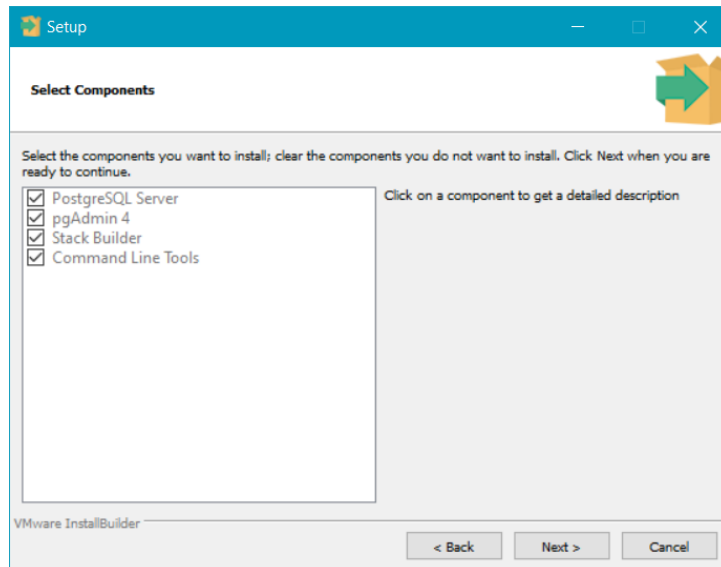 Setup
Select Components
Select the components you want to install; clear the components you do not want to install. Click Next when you are
ready to continue.
PostgreSQL Server
pgAdmin 4
Stack Builder
Command Line Tools
Click on a component to get a detailed description
VMware InstallBuilder
< Back
Next >
Cancel